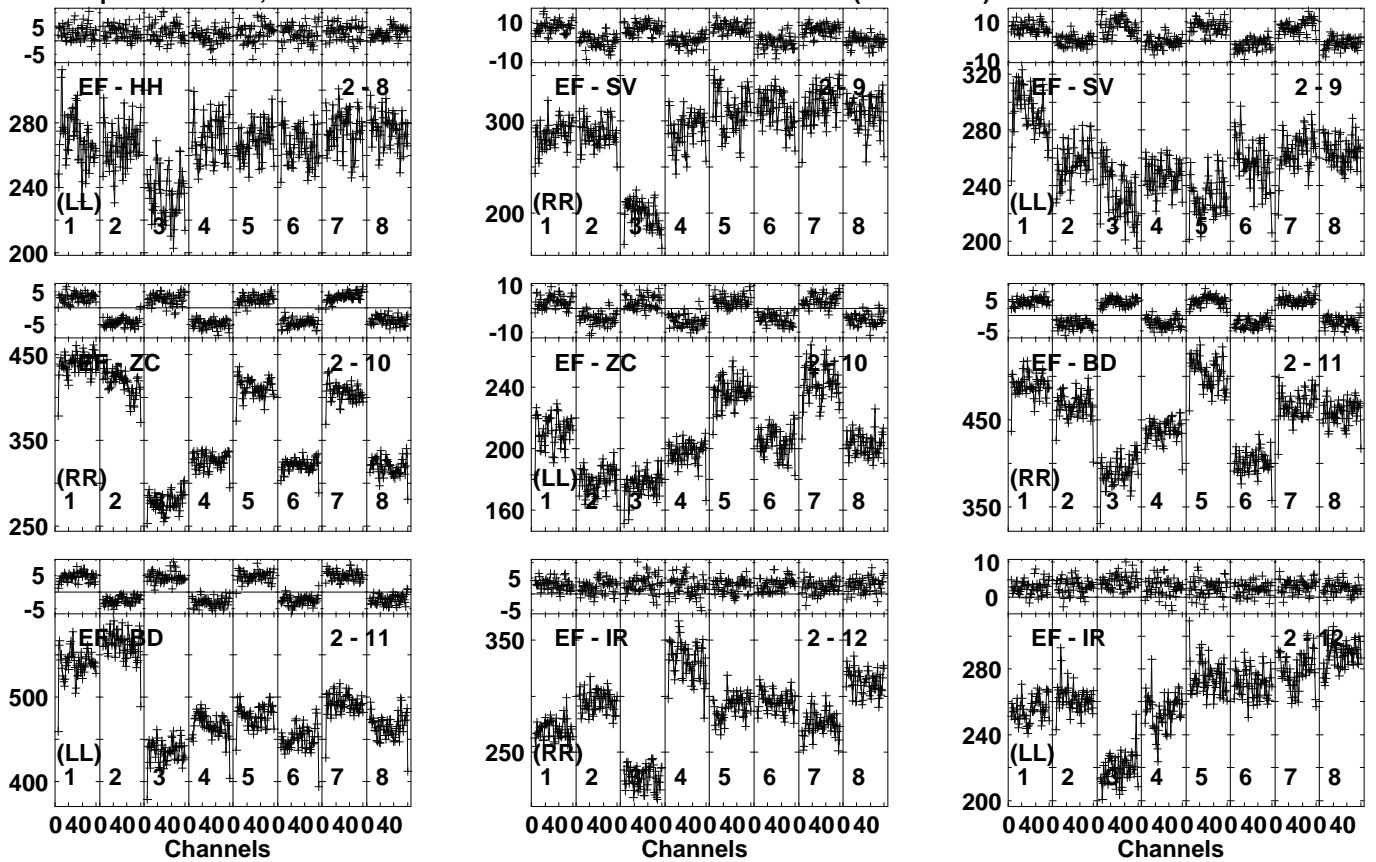 5 -5 10 -10 10 -10
EF - HH 2 - 8 EF - SV 2 - 9 EF - SV 2 - 9
280 240 200 300 200 320 280 240 200
(LL) (RR) (LL)
1 2 3 4 5 6 7 8 1 2 3 4 5 6 7 8 1 2 3 4 5 6 7 8
5 -5 10 -10 5 -5
EF - ZC 2 - 10 EF - ZC 2 - 10 EF - BD 2 - 11
450 350 250 240 200 160 450 350
(RR) (LL) (RR)
1 2 3 4 5 6 7 8 1 2 3 4 5 6 7 8 1 2 3 4 5 6 7 8
5 -5 5 -5 10 0
EF - BD 2 - 11 EF - IR 2 - 12 EF - IR 2 - 12
500 400 350 250 280 260 240 220 200
(LL) (RR) (LL)
1 2 3 4 5 6 7 8 1 2 3 4 5 6 7 8 1 2 3 4 5 6 7 8
0 40 0 40 0 40 0 40 0 40 0 40 0 40 0 40 0 40 0 40 0 40 0 40 0 40 0 40 0 40 0 40 0 40 0 40 0 40 0 40 0 40 0 40 0 40 0 40
Channels Channels Channels